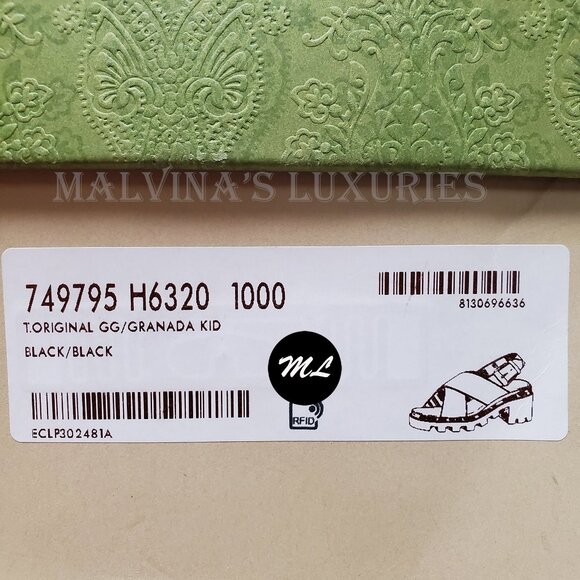 MALVINA'S LUXURIES
749795 H6320 1000
8130696636
T.ORIGINAL GG/GRANADA KID
BLACK/BLACK
ML
ECLP302481A
RFID